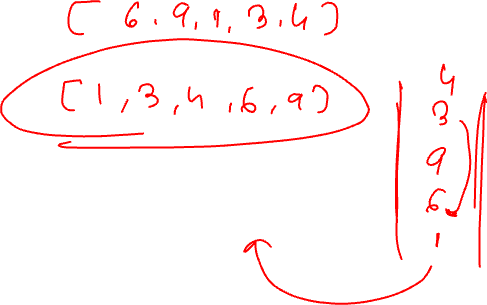 [ 6, 9, 1, 3, 4 ]
[ 1, 3, 4, 6, 9 ]
4
3
9
6
1